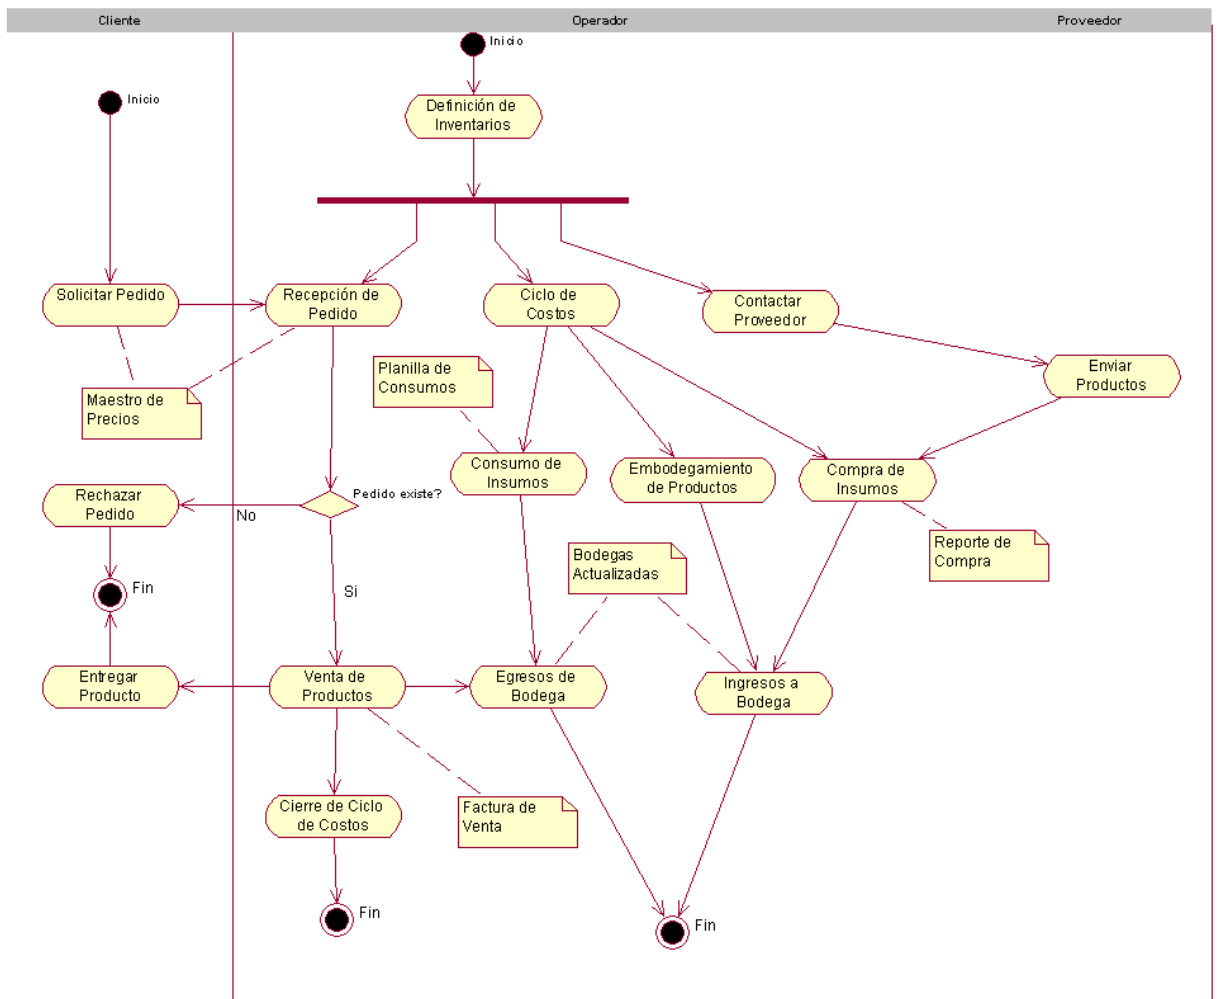 Cliente
Operador
Proveedor
Inicio
Inicio
Definición de
Inventarios
Solicitar Pedido
Recepción de
Pedido
Ciclo de
Costos
Contactar
Proveedor
Enviar
Productos
Planilla de
Consumos
Maestro de
Precios
Consumo de
Insumos
Embodegamiento
de Productos
Compra de
Insumos
Rechazar
Pedido
No
Pedido existe?
Reporte de
Compra
Bodegas
Actualizadas
Fin
Si
Entregar
Producto
Venta de
Productos
Egresos de
Bodega
Ingresos a
Bodega
Cierre de Ciclo
de Costos
Factura de
Venta
Fin
Fin